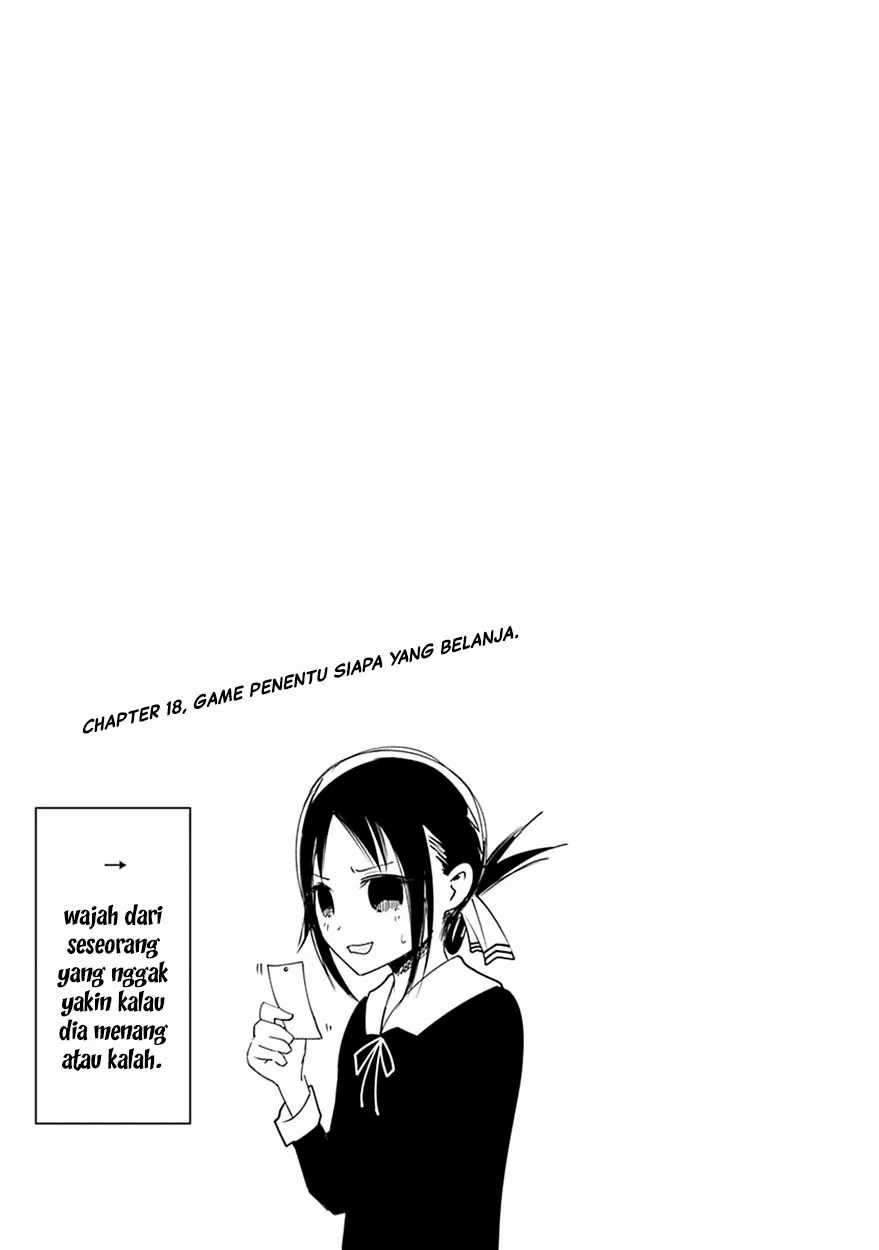 CHAPTER 18, GAME PENENTU SIAPA YANG BELANJA.
→
wajah dari
seseorang
yang nggak
yakin kalau
dia menang
atau kalah.